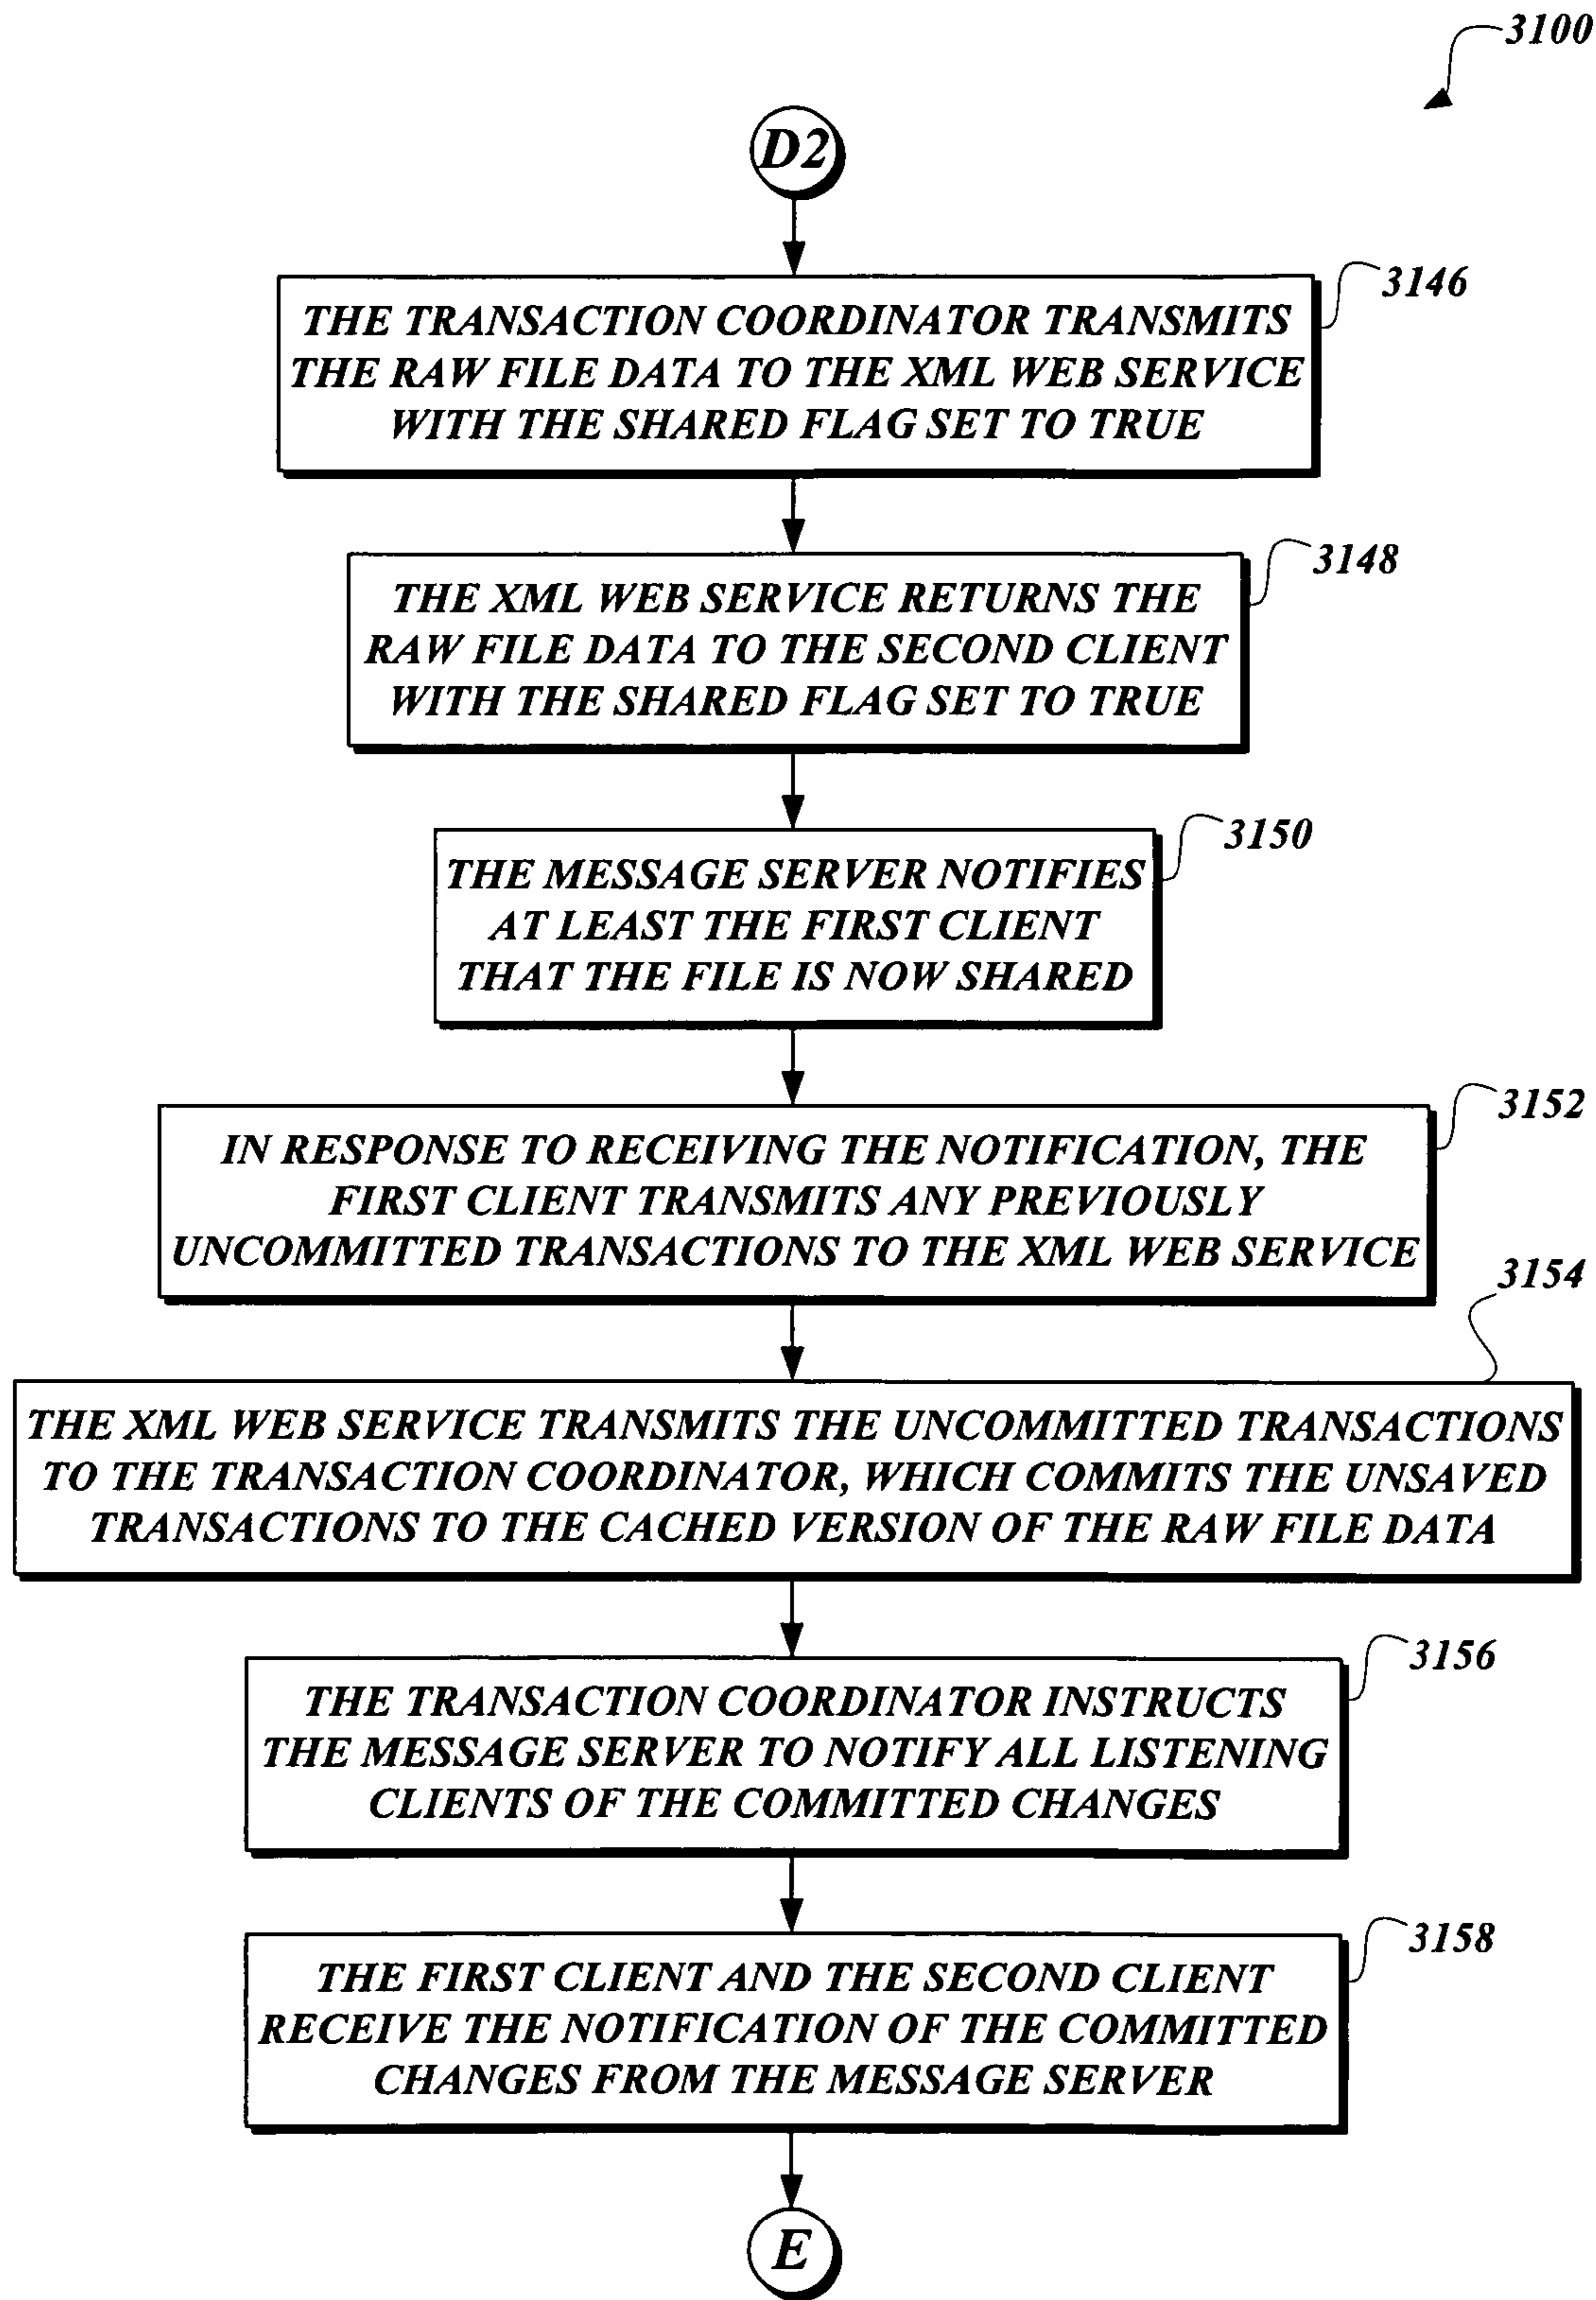 3100
D2
3146
THE TRANSACTION COORDINATOR TRANSMITS
THE RAW FILE DATA TO THE XML WEB SERVICE
WITH THE SHARED FLAG SET TO TRUE
3148
THE XML WEB SERVICE RETURNS THE
RAW FILE DATA TO THE SECOND CLIENT
WITH THE SHARED FLAG SET TO TRUE
3150
THE MESSAGE SERVER NOTIFIES
AT LEAST THE FIRST CLIENT
THAT THE FILE IS NOW SHARED
3152
IN RESPONSE TO RECEIVING THE NOTIFICATION, THE
FIRST CLIENT TRANSMITS ANY PREVIOUSLY
UNCOMMITTED TRANSACTIONS TO THE XML WEB SERVICE
3154
THE XML WEB SERVICE TRANSMITS THE UNCOMMITTED TRANSACTIONS
TO THE TRANSACTION COORDINATOR, WHICH COMMITS THE UNSAVED
TRANSACTIONS TO THE CACHED VERSION OF THE RAW FILE DATA
3156
THE TRANSACTION COORDINATOR INSTRUCTS
THE MESSAGE SERVER TO NOTIFY ALL LISTENING
CLIENTS OF THE COMMITTED CHANGES
3158
THE FIRST CLIENT AND THE SECOND CLIENT
RECEIVE THE NOTIFICATION OF THE COMMITTED
CHANGES FROM THE MESSAGE SERVER
E